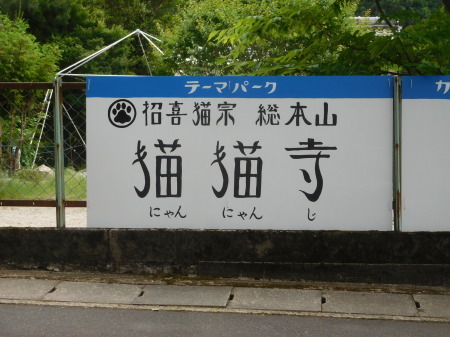 テーマパーク
招喜猫宗 総本山
猫猫寺
にゃん にゃん じ
カ